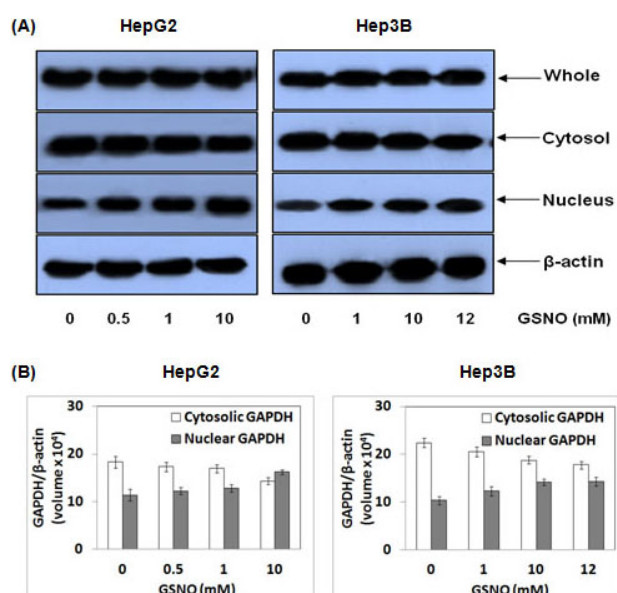 (A) HepG2 Hep3B
Whole
Cytosol
Nucleus
β-actin
0 0.5 1 10 0 1 10 12 GSNO (mM)
(B) HepG2 Hep3B
GAPDH/β-actin
(volume x10⁴)
30
20
10
0
Cytosolic GAPDH
Nuclear GAPDH
0 0.5 1 10
GSNO (mM)
GAPDH/β-actin
(volume x10⁴)
30
20
10
0
Cytosolic GAPDH
Nuclear GAPDH
0 1 10 12
GSNO (mM)